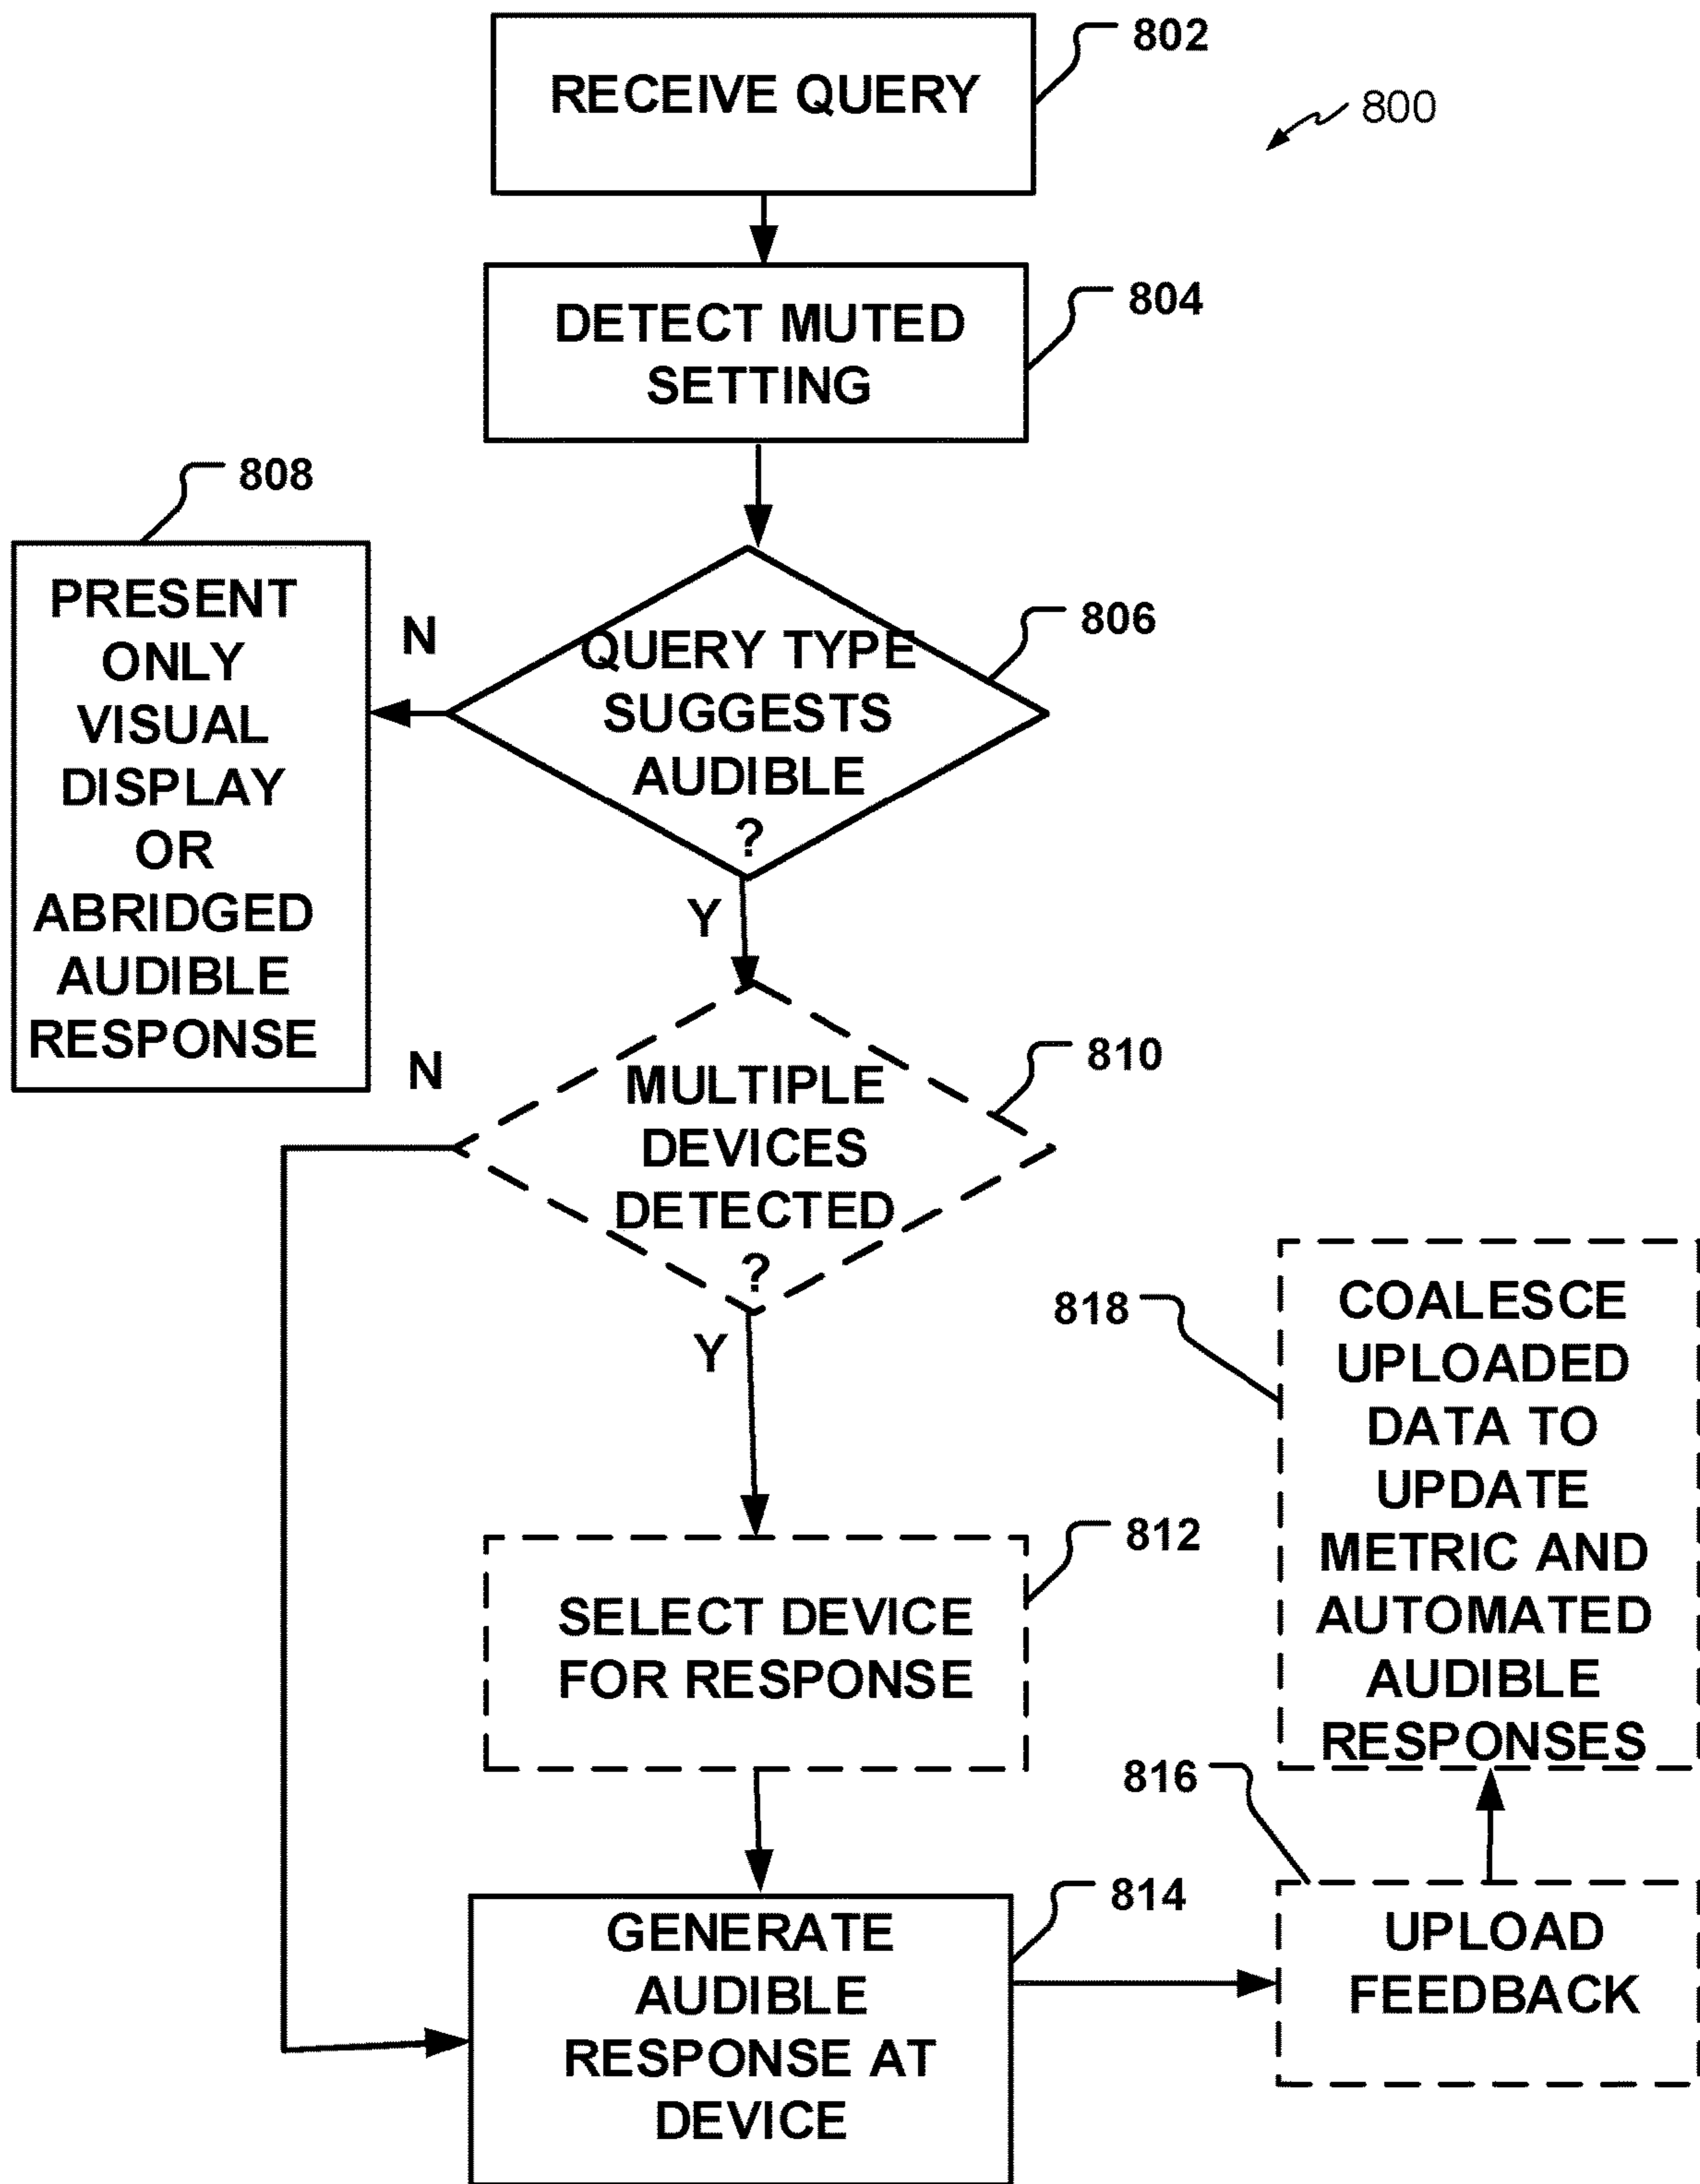 802
RECEIVE QUERY
800
804
DETECT MUTED
SETTING
808
PRESENT
ONLY
VISUAL
DISPLAY
OR
ABRIDGED
AUDIBLE
RESPONSE
N
806
QUERY TYPE
SUGGESTS
AUDIBLE
?
Y
N
810
MULTIPLE
DEVICES
DETECTED
?
Y
812
SELECT DEVICE
FOR RESPONSE
814
GENERATE
AUDIBLE
RESPONSE AT
DEVICE
816
UPLOAD
FEEDBACK
818
COALESCE
UPLOADED
DATA TO
UPDATE
METRIC AND
AUTOMATED
AUDIBLE
RESPONSES